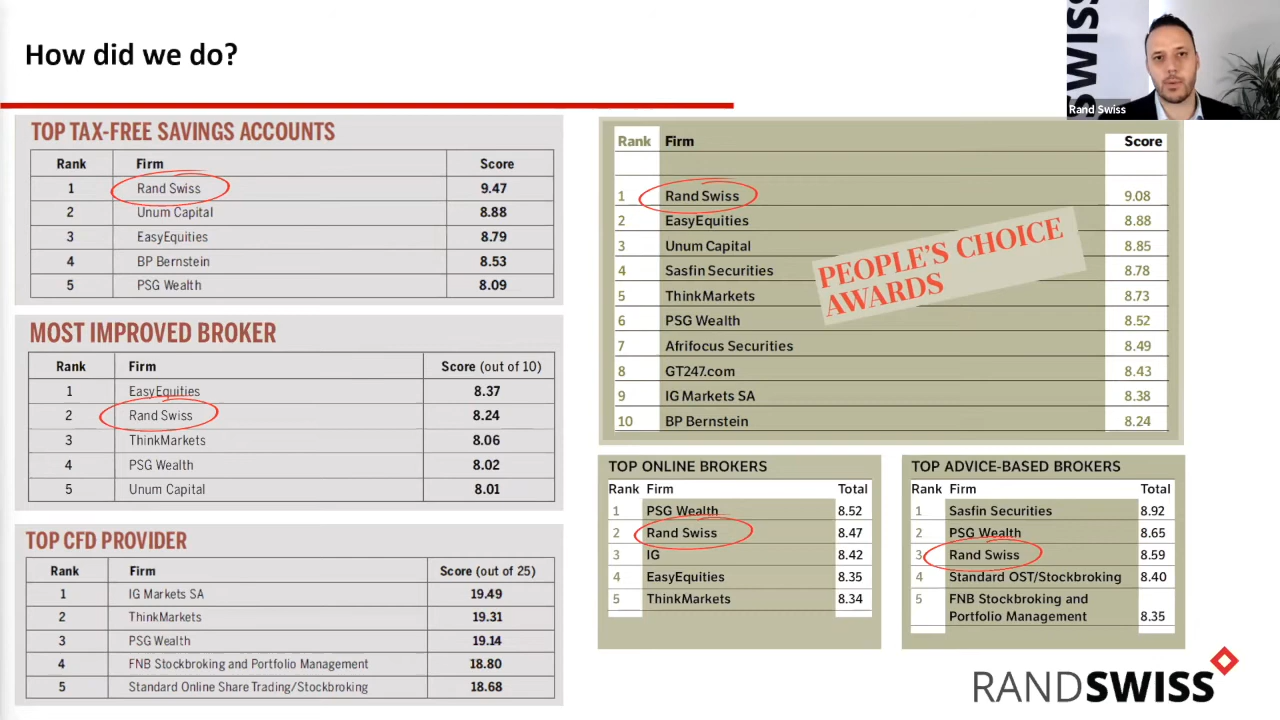 How did we do?
SWISS
Rand Swiss
TOP TAX-FREE SAVINGS ACCOUNTS
Rank Firm Score
1 Rand Swiss 9.47
2 Unum Capital 8.88
3 EasyEquities 8.79
4 BP Bernstein 8.53
5 PSG Wealth 8.09
MOST IMPROVED BROKER
Rank Firm Score (out of 10)
1 EasyEquities 8.37
2 Rand Swiss 8.24
3 ThinkMarkets 8.06
4 PSG Wealth 8.02
5 Unum Capital 8.01
TOP CFD PROVIDER
Rank Firm Score (out of 25)
1 IG Markets SA 19.49
2 ThinkMarkets 19.31
3 PSG Wealth 19.14
4 FNB Stockbroking and Portfolio Management 18.80
5 Standard Online Share Trading/Stockbroking 18.68
Rank Firm Score
1 Rand Swiss 9.08
2 EasyEquities 8.88
3 Unum Capital 8.85
4 Sasfin Securities 8.78
5 ThinkMarkets 8.73
6 PSG Wealth 8.52
7 Afrifocus Securities 8.49
8 GT247.com 8.43
9 IG Markets SA 8.38
10 BP Bernstein 8.24
PEOPLE'S CHOICE
AWARDS
TOP ONLINE BROKERS
Rank Firm Total
1 PSG Wealth 8.52
2 Rand Swiss 8.47
3 IG 8.42
4 EasyEquities 8.35
5 ThinkMarkets 8.34
TOP ADVICE-BASED BROKERS
Rank Firm Total
1 Sasfin Securities 8.92
2 PSG Wealth 8.65
3 Rand Swiss 8.59
4 Standard OST/Stockbroking 8.40
5 FNB Stockbroking and
Portfolio Management 8.35
RANDSWISS